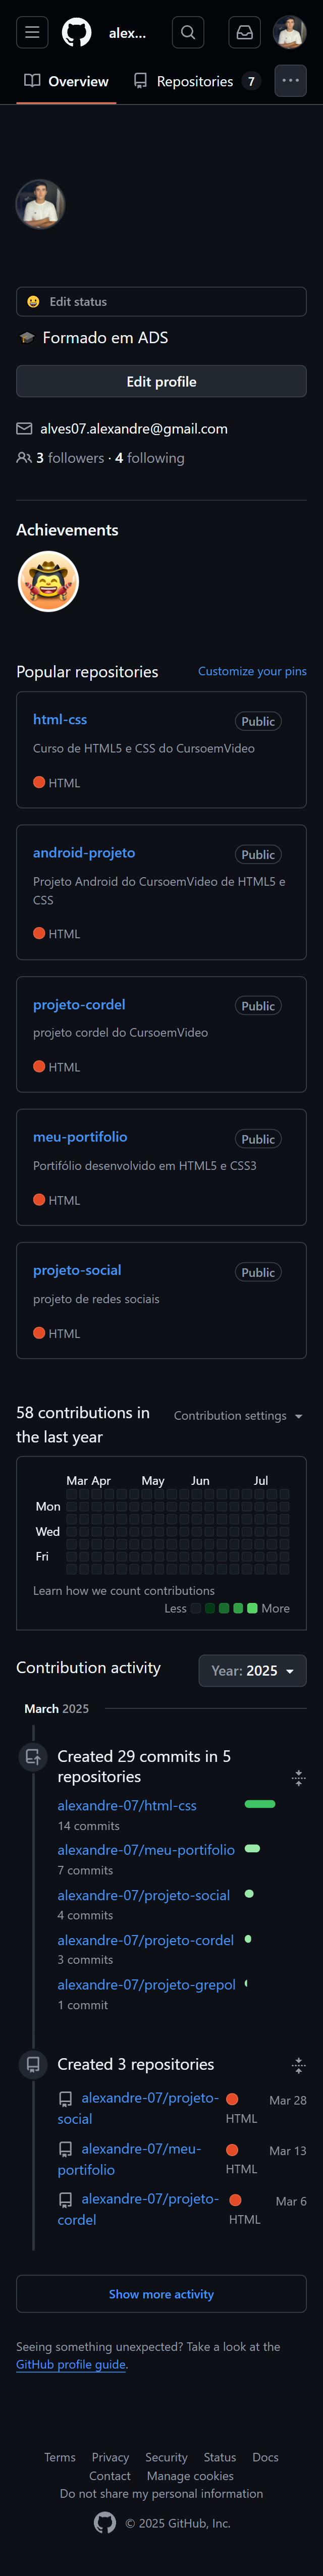 alex...
Overview
Repositories 7
Edit status
Formado em ADS
Edit profile
alves07.alexandre@gmail.com
3 followers · 4 following
Achievements
Popular repositories
Customize your pins
html-css
Public
Curso de HTML5 e CSS do CursoemVideo
HTML
android-projeto
Public
Projeto Android do CursoemVideo de HTML5 e
CSS
HTML
projeto-cordel
Public
projeto cordel do CursoemVideo
HTML
meu-portifolio
Public
Portifólio desenvolvido em HTML5 e CSS3
HTML
projeto-social
Public
projeto de redes sociais
HTML
58 contributions in
the last year
Contribution settings
Mar Apr May Jun Jul
Mon
Wed
Fri
Learn how we count contributions
Less More
Contribution activity
Year: 2025
March 2025
Created 29 commits in 5
repositories
alexandre-07/html-css
14 commits
alexandre-07/meu-portifolio
7 commits
alexandre-07/projeto-social
4 commits
alexandre-07/projeto-cordel
3 commits
alexandre-07/projeto-grepol
1 commit
Created 3 repositories
alexandre-07/projeto-
social
HTML
Mar 28
alexandre-07/meu-
portifolio
HTML
Mar 13
alexandre-07/projeto-
cordel
HTML
Mar 6
Show more activity
Seeing something unexpected? Take a look at the
GitHub profile guide.
Terms Privacy Security Status Docs
Contact Manage cookies
Do not share my personal information
© 2025 GitHub, Inc.